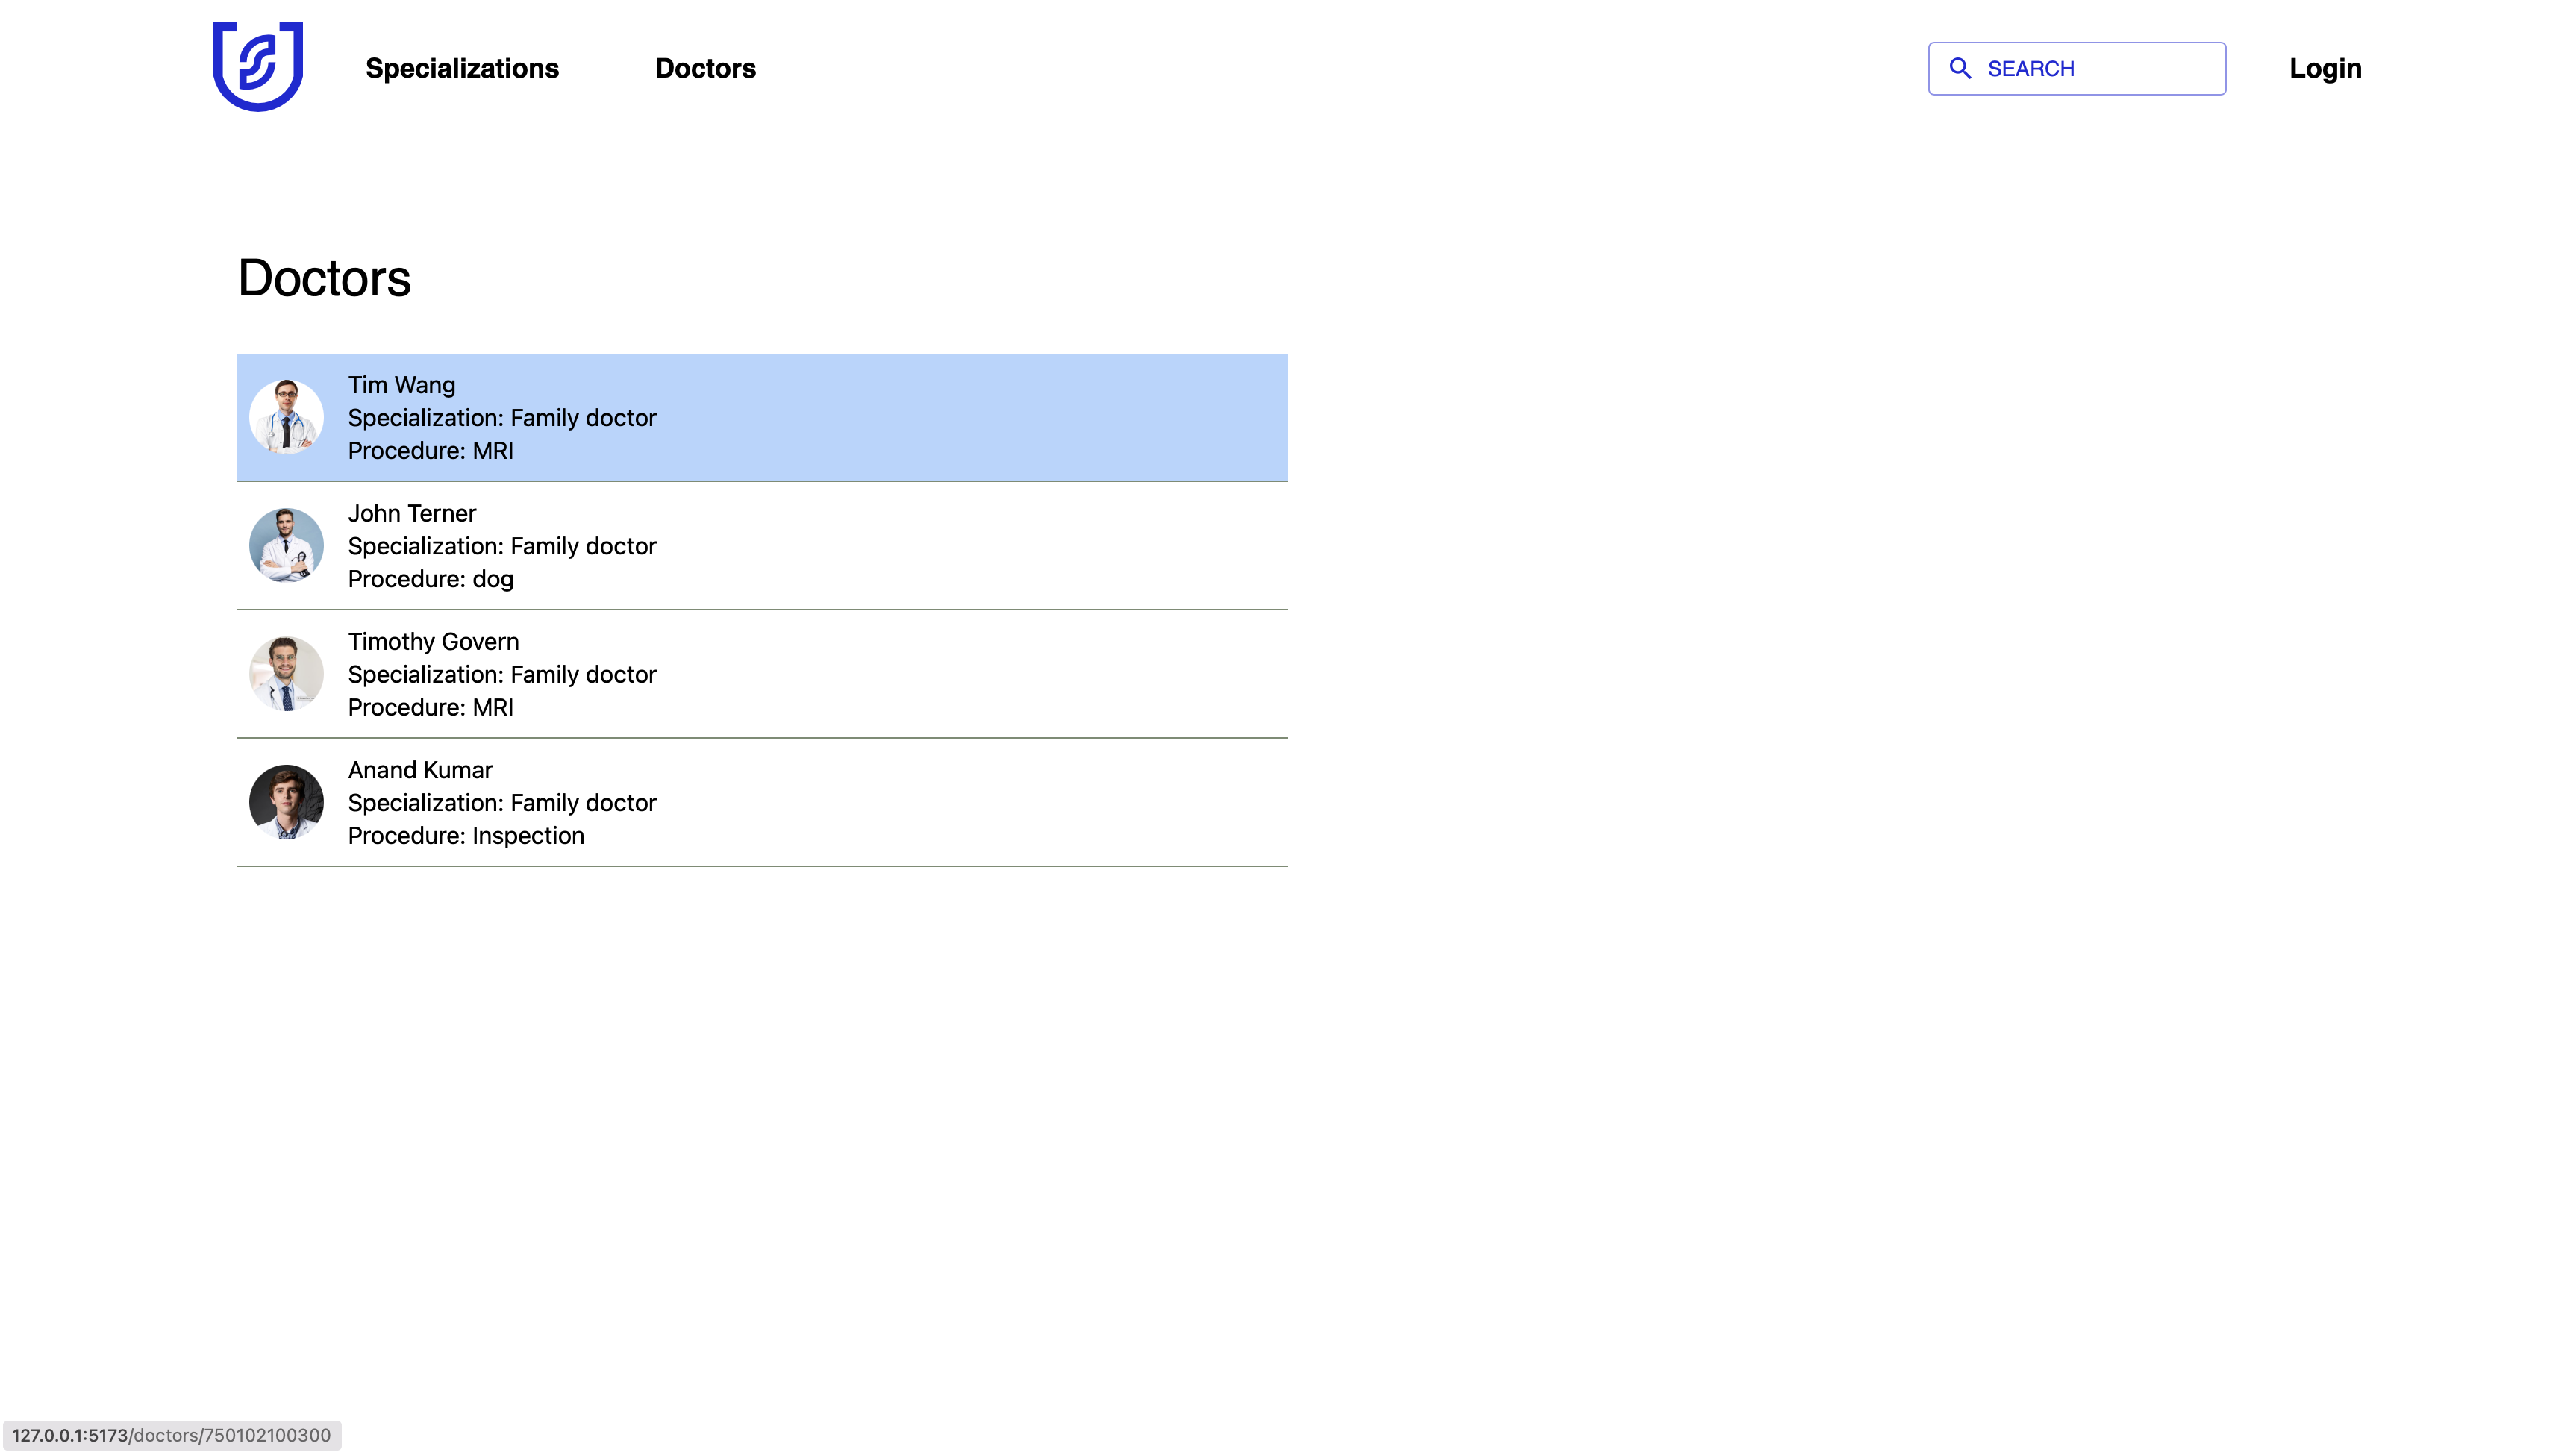 Specializations
Doctors
SEARCH
Login
Doctors
Tim Wang
Specialization: Family doctor
Procedure: MRI
John Terner
Specialization: Family doctor
Procedure: dog
Timothy Govern
Specialization: Family doctor
Procedure: MRI
Anand Kumar
Specialization: Family doctor
Procedure: Inspection
127.0.0.1:5173/doctors/750102100300